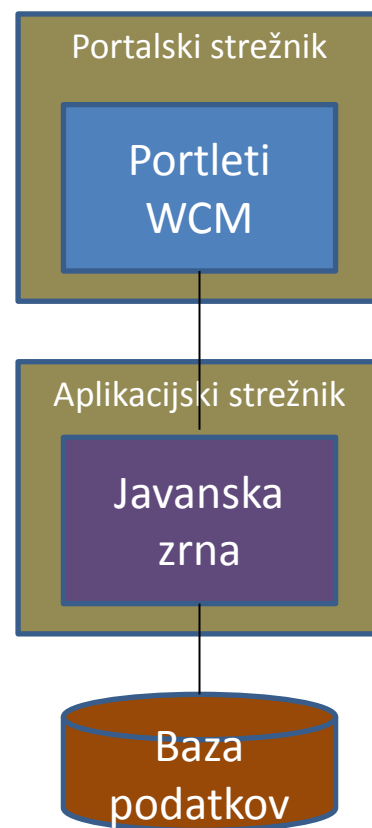 Portalski strežnik
Portleti
WCM
Aplikacijski strežnik
Javanska
zrna
Baza
podatkov